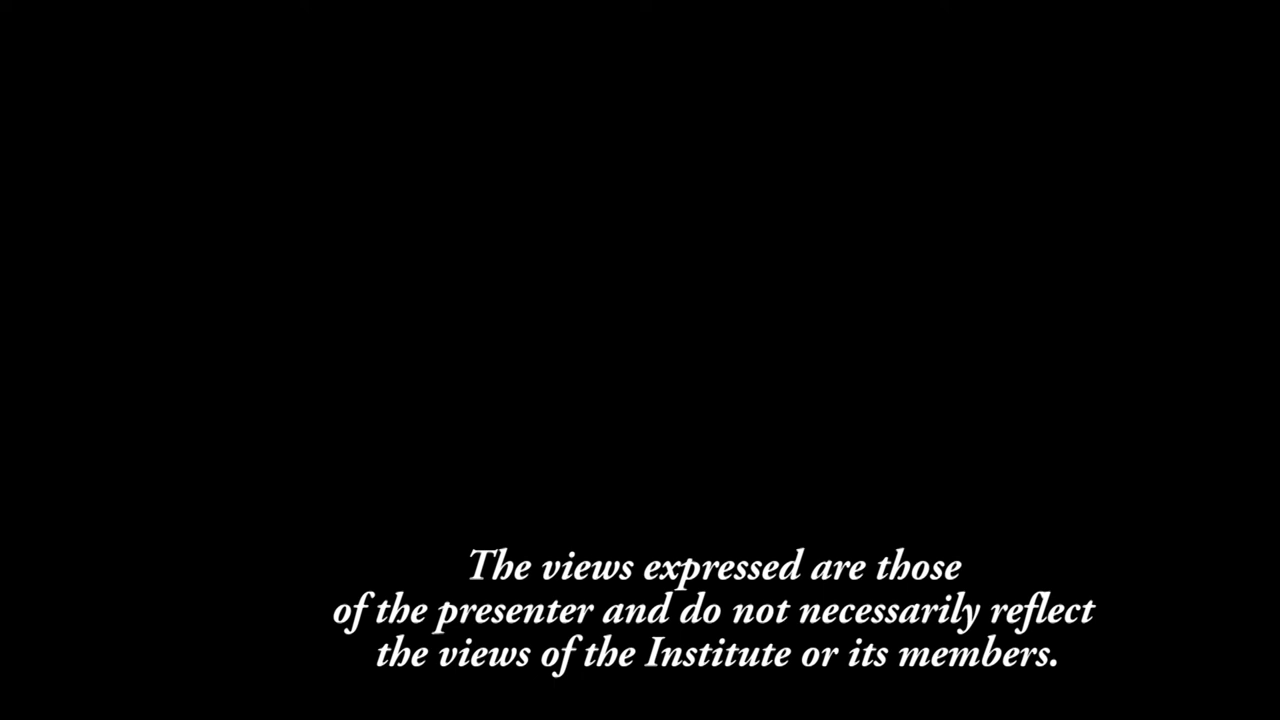 The views expressed are those
of the presenter and do not necessarily reflect
the views of the Institute or its members.